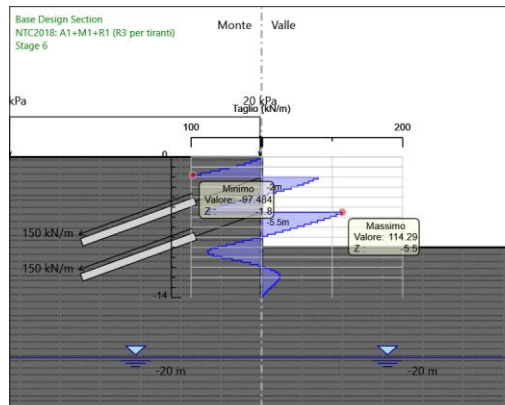 Base Design Section
NTC2018: A1+M1+R1 (R3 per tiranti)
Stage 6
Monte Valle
kPa 20 kPa
Taglio (kN/m)
100 200
0
Minimo
Valore: -97.484
Z : -1.8
-2m
-5.5m
Massimo
Valore: 114.29
Z : -5.5
150 kN/m
150 kN/m
-14
-20 m -20 m